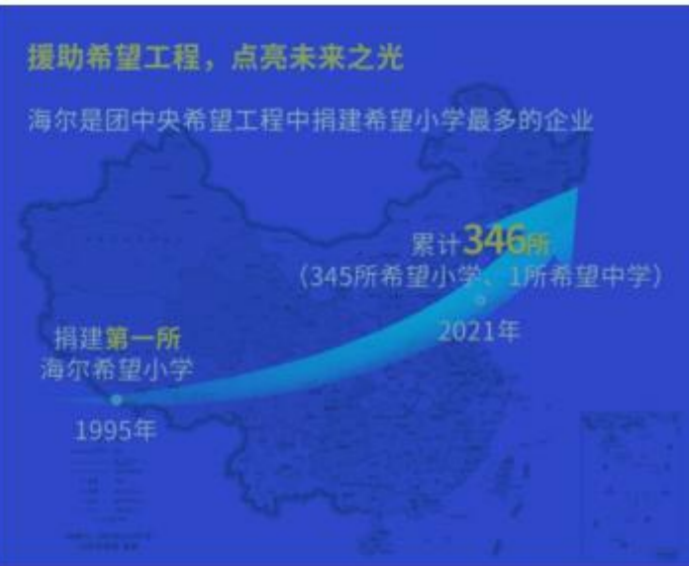 援助希望工程，点亮未来之光
海尔是团中央希望工程中捐建希望小学最多的企业
累计346所
（345所希望小学、1所希望中学）
2021年
捐建第一所
海尔希望小学
1995年